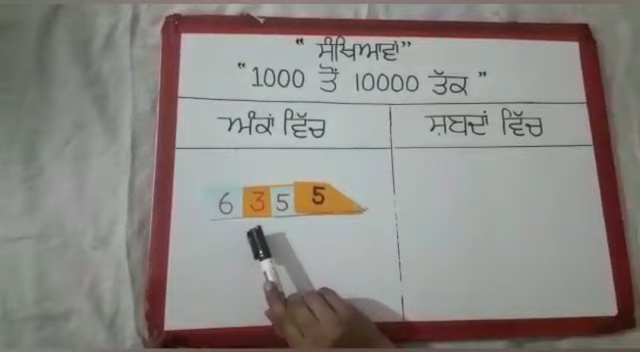 “ ਸੰਖਿਆਵਾਂ”
“ 1000 ਤੋਂ 10000 ਤੱਕ ”
ਅੰਕਾਂ ਵਿੱਚ ਸ਼ਬਦਾਂ ਵਿੱਚ
6 3 5 5